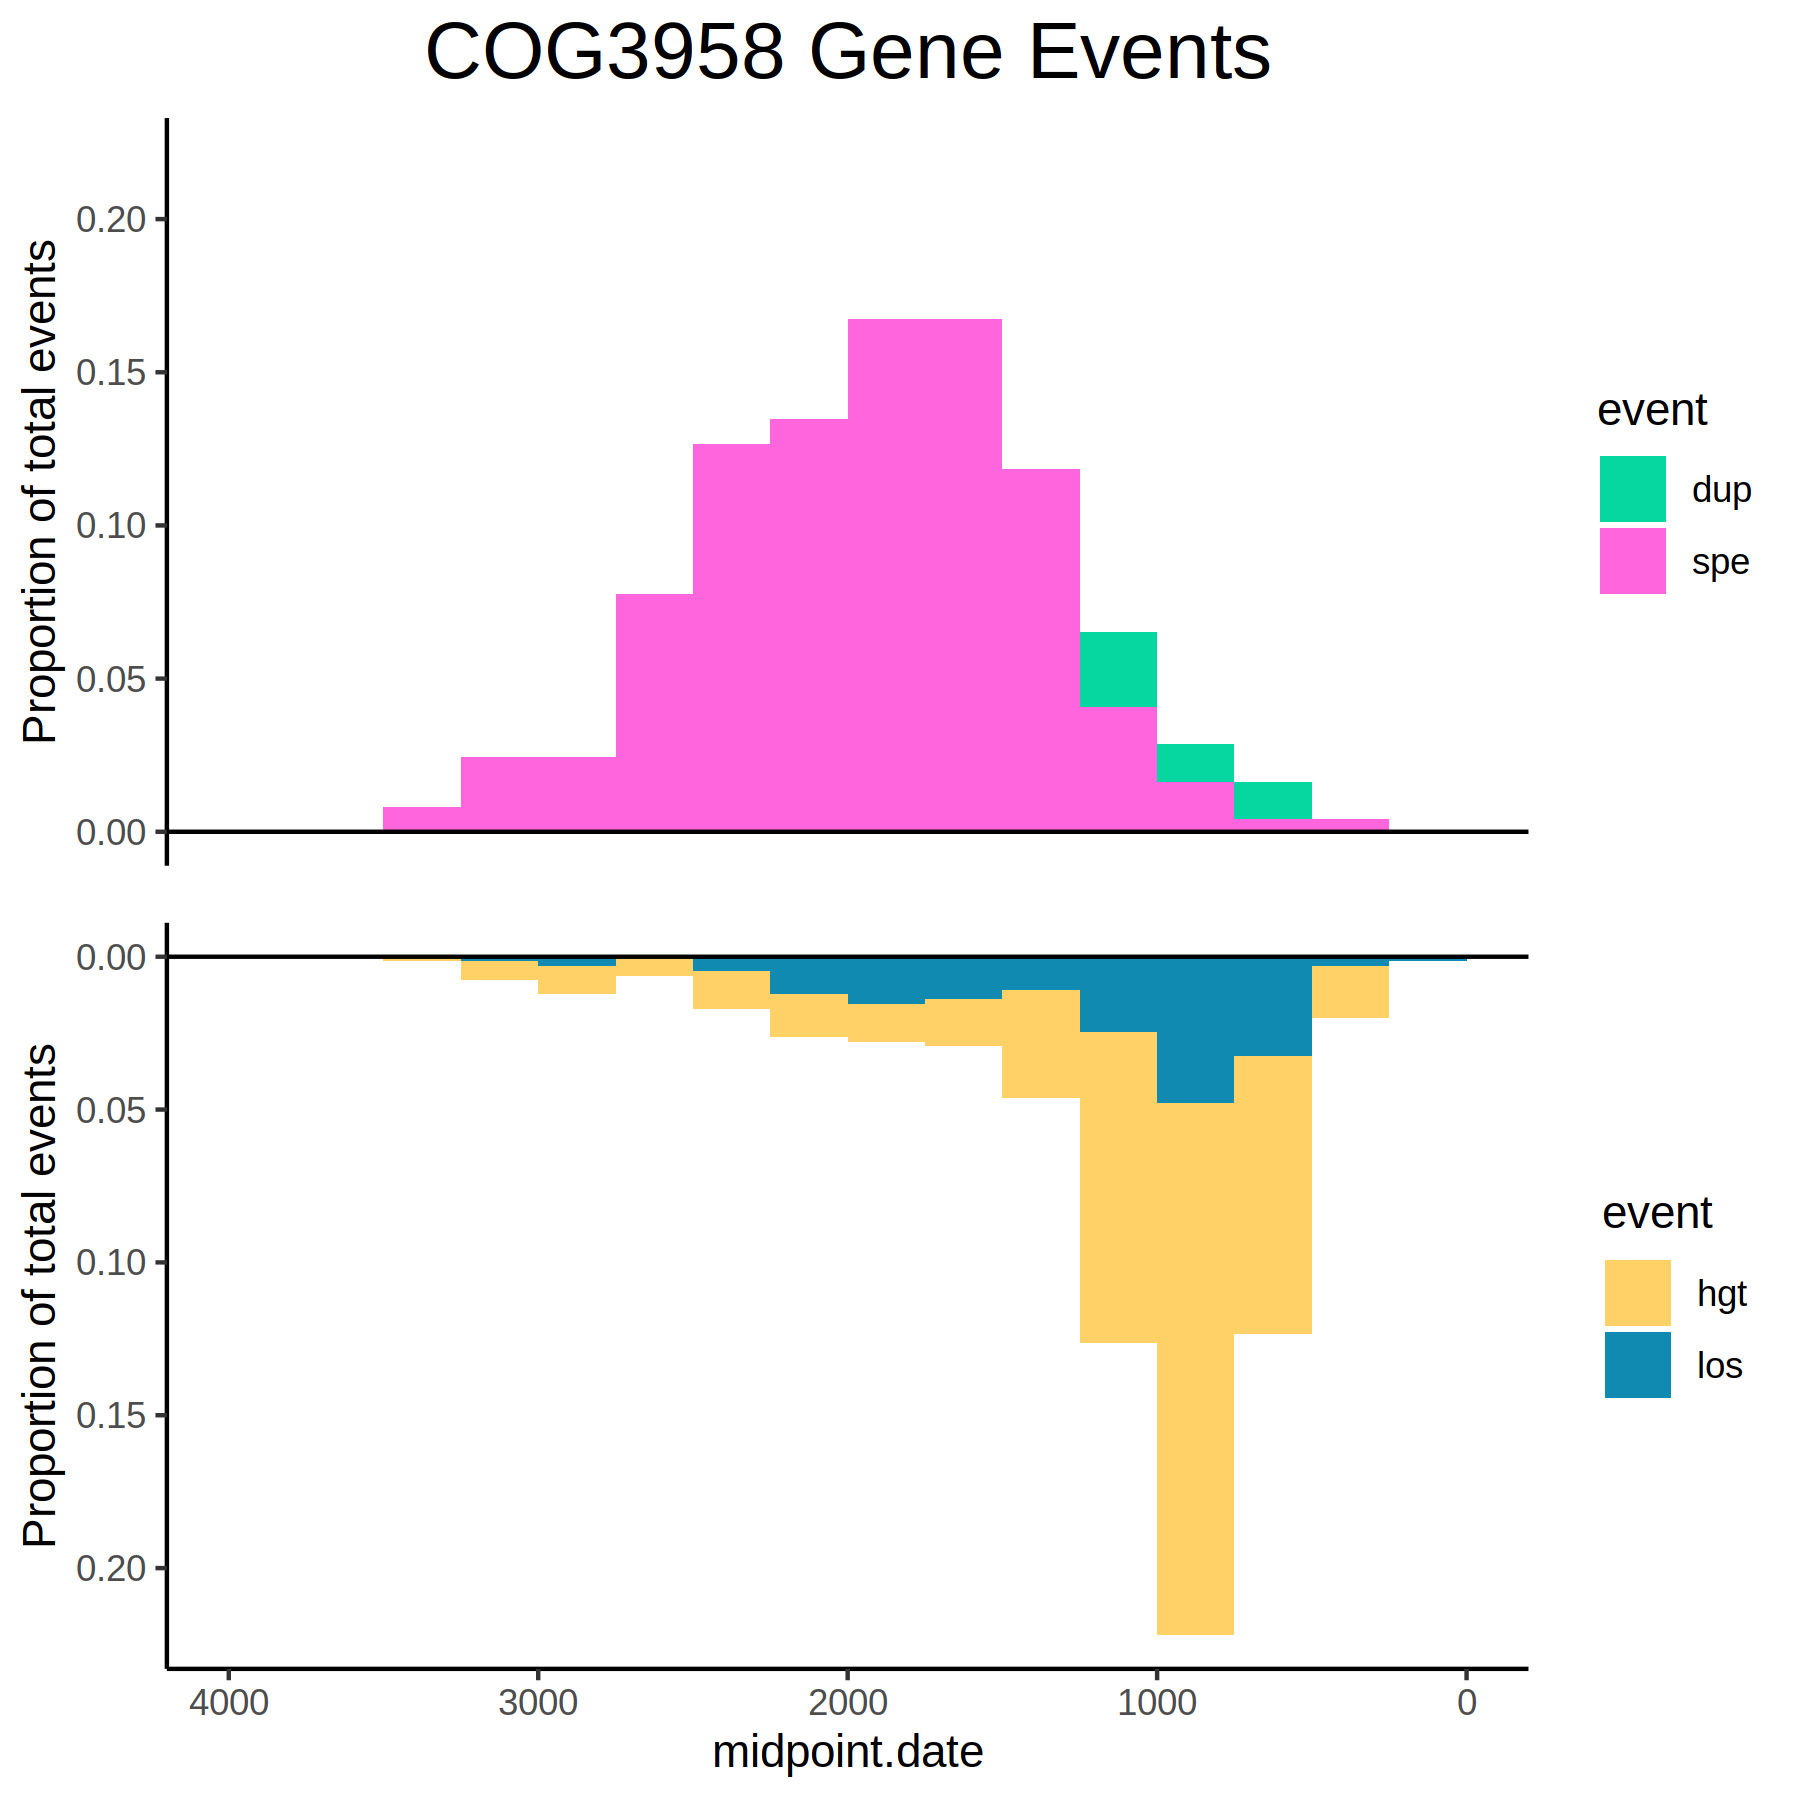 COG3958 Gene Events
Proportion of total events
0.20
0.15
0.10
0.05
0.00
event
dup
spe
Proportion of total events
0.00
0.05
0.10
0.15
0.20
event
hgt
los
4000 3000 2000 1000 0
midpoint.date